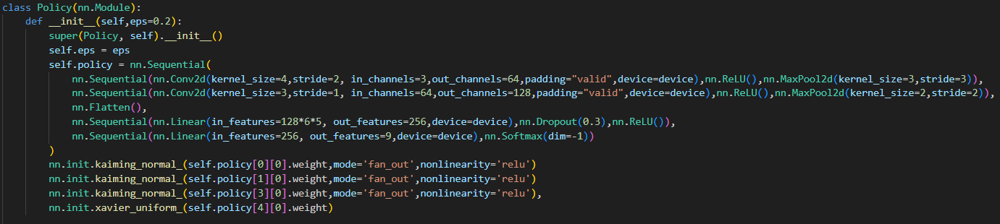 class Policy(nn.Module):
    def __init__(self,eps=0.2):
        super(Policy, self).__init__()
        self.eps = eps
        self.policy = nn.Sequential(
            nn.Sequential(nn.Conv2d(kernel_size=4,stride=2, in_channels=3,out_channels=64,padding="valid",device=device),nn.ReLU(),nn.MaxPool2d(kernel_size=3,stride=3)),
            nn.Sequential(nn.Conv2d(kernel_size=3,stride=1, in_channels=64,out_channels=128,padding="valid",device=device),nn.ReLU(),nn.MaxPool2d(kernel_size=2,stride=2)),
            nn.Flatten(),
            nn.Sequential(nn.Linear(in_features=128*6*5, out_features=256,device=device),nn.Dropout(0.3),nn.ReLU()),
            nn.Sequential(nn.Linear(in_features=256, out_features=9,device=device),nn.Softmax(dim=-1))
        )
        nn.init.kaiming_normal_(self.policy[0][0].weight,mode='fan_out',nonlinearity='relu')
        nn.init.kaiming_normal_(self.policy[1][0].weight,mode='fan_out',nonlinearity='relu')
        nn.init.kaiming_normal_(self.policy[3][0].weight,mode='fan_out',nonlinearity='relu'),
        nn.init.xavier_uniform_(self.policy[4][0].weight)